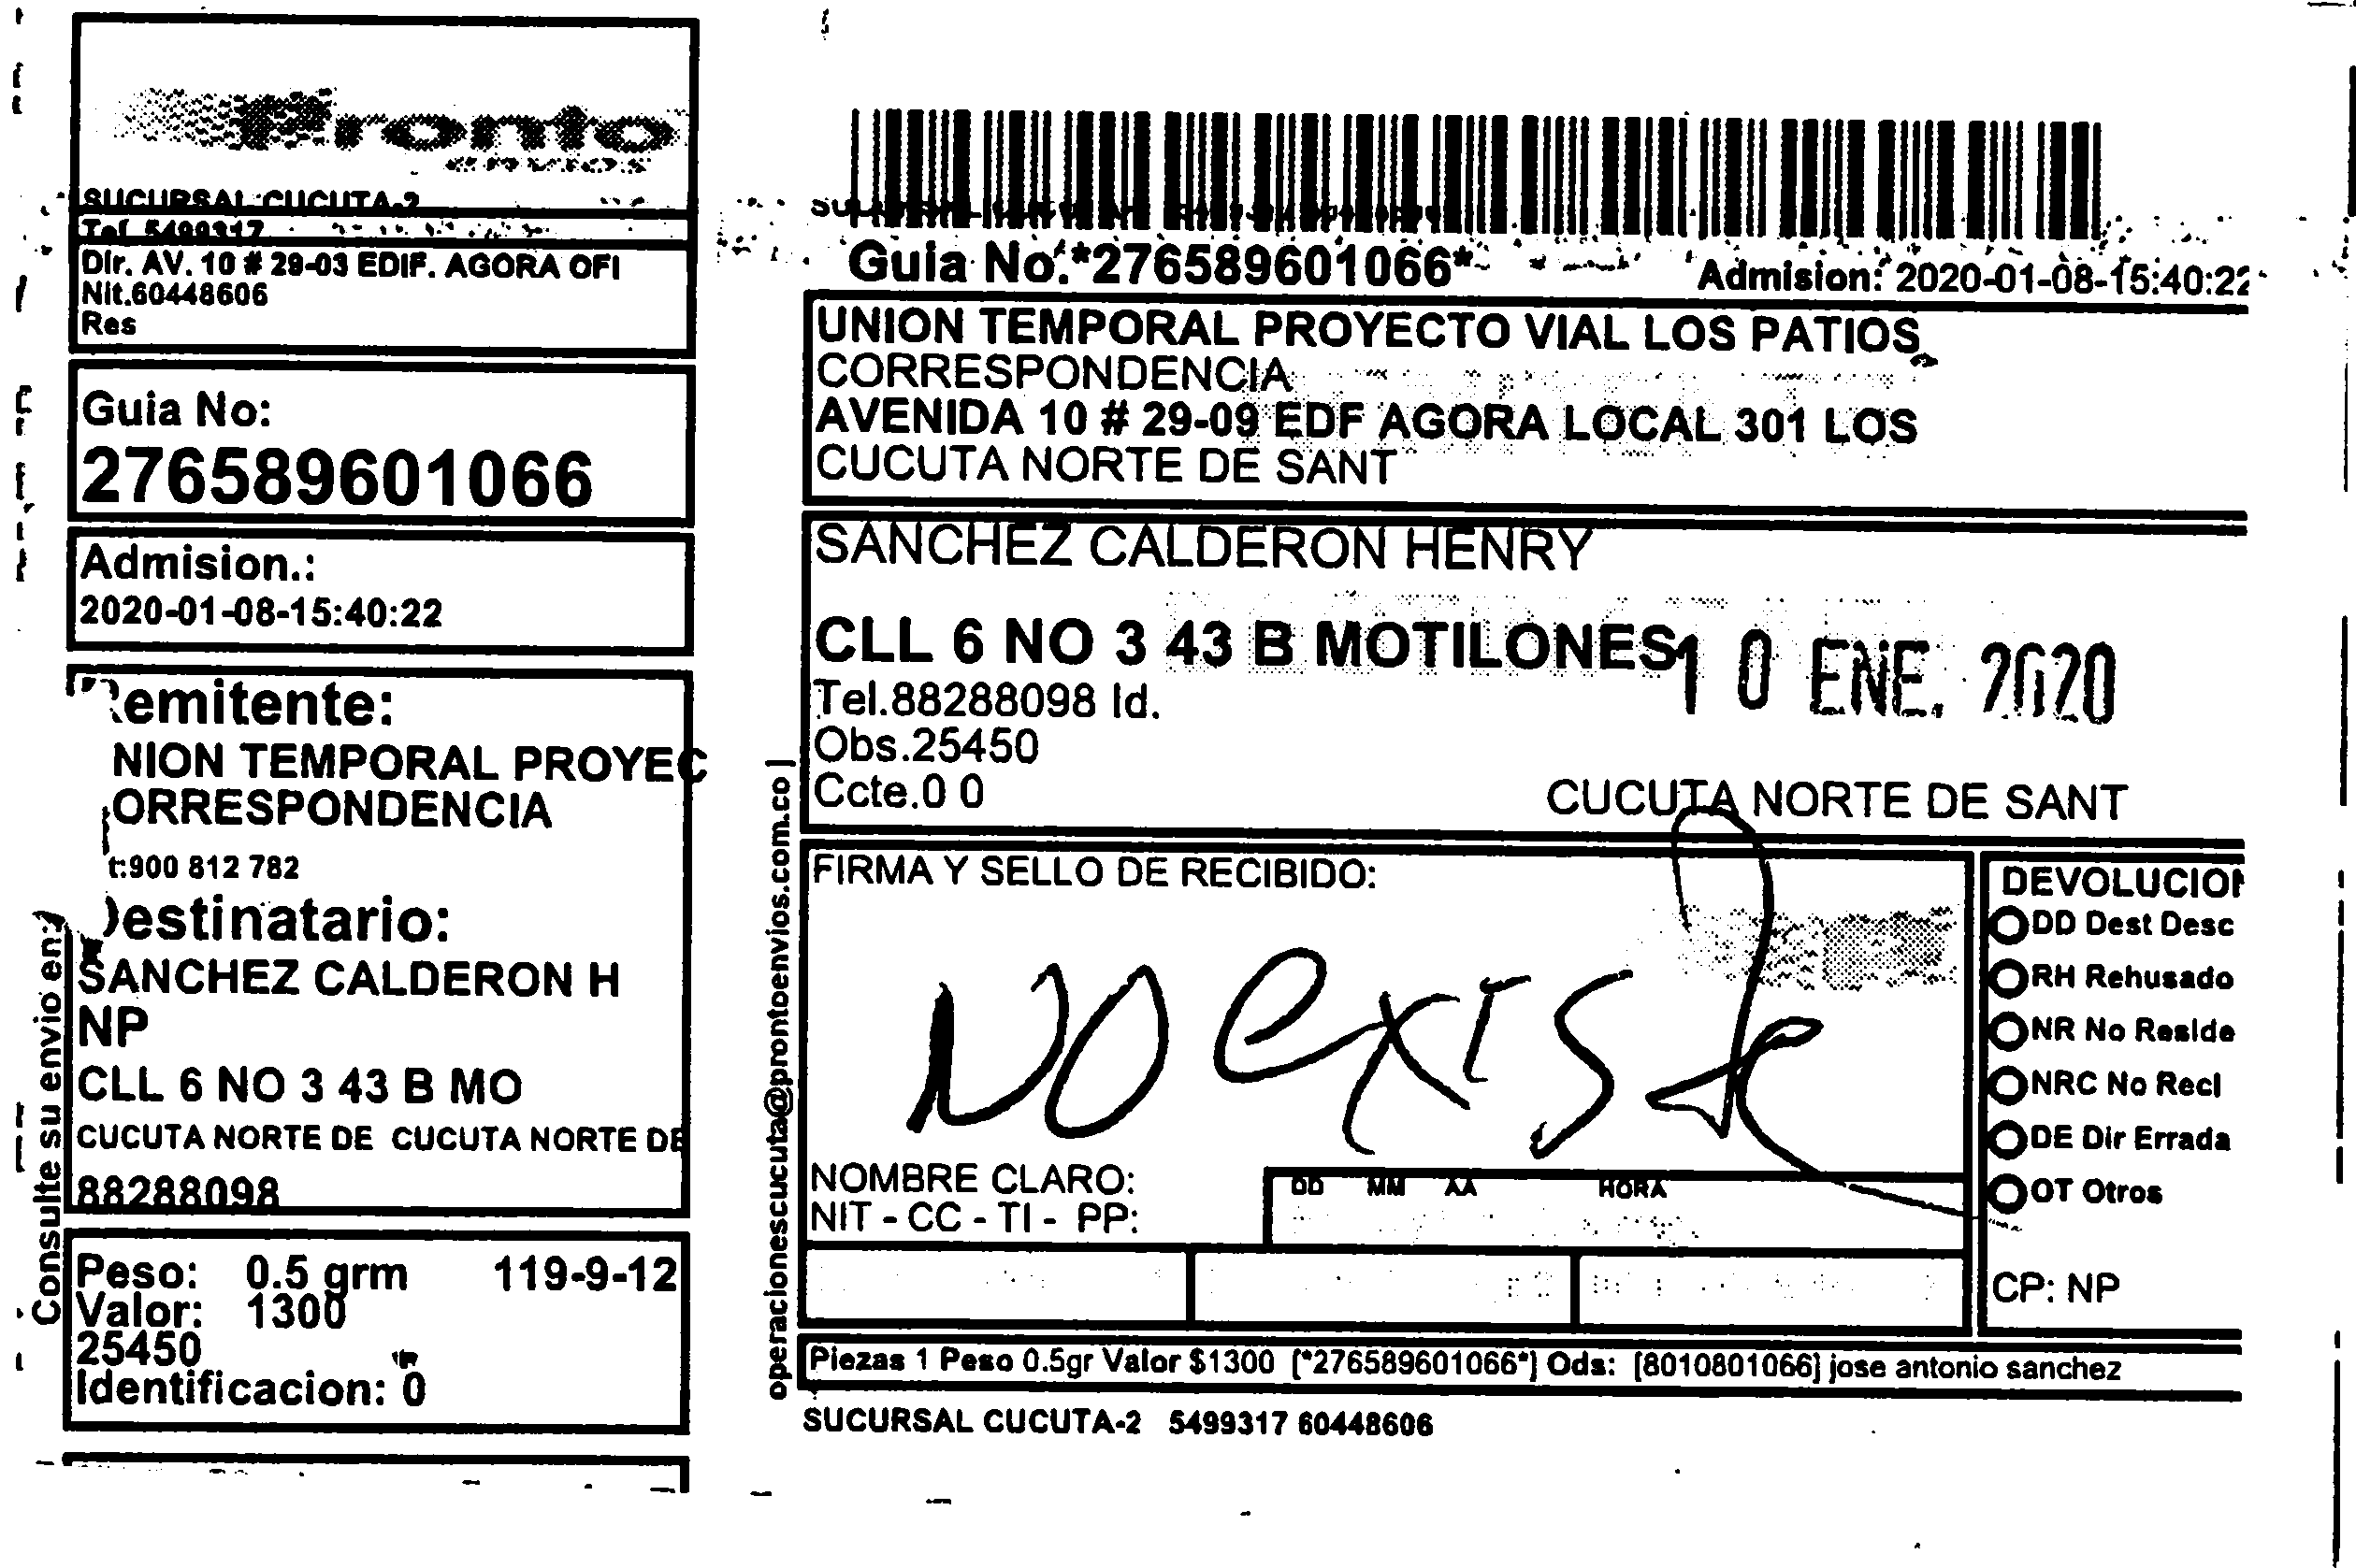 Pronto
envios
SUCURSAL CUCUTA-2
Tel. 5499317
Dir. AV. 10 # 29-03 EDIF. AGORA OFI
Nit.60448606
Res
Guia No:
276589601066
Admision.:
2020-01-08-15:40:22
Remitente:
NION TEMPORAL PROYEC
ORRESPONDENCIA
t:900 812 782
Destinatario:
SANCHEZ CALDERON H
NP
CLL 6 NO 3 43 B MO
CUCUTA NORTE DE CUCUTA NORTE DE
88288098
Peso: 0.5 grm 119-9-12
Valor: 1300
25450
Identificacion: 0
Consulte su envio en:
operacionescucuta@prontoenvios.com.co |
Guia No.*276589601066* Admision: 2020-01-08-15:40:22
UNION TEMPORAL PROYECTO VIAL LOS PATIOS
CORRESPONDENCIA
AVENIDA 10 # 29-09 EDF AGORA LOCAL 301 LOS
CUCUTA NORTE DE SANT
SANCHEZ CALDERON HENRY
CLL 6 NO 3 43 B MOTILONES
10 ENE. 2020
Tel.88288098 Id.
Obs.25450
Ccte.0 0
CUCUTA NORTE DE SANT
FIRMA Y SELLO DE RECIBIDO:
NO existe
NOMBRE CLARO:
NIT - CC - TI - PP:
DD MM AA HORA
DEVOLUCION
DD Dest Desc
RH Rehusado
NR No Reside
NRC No Recl
DE Dir Errada
OT Otros
CP: NP
Piezas 1 Peso 0.5gr Valor $1300 [*276589601066*] Ods: [8010801066] jose antonio sanchez
SUCURSAL CUCUTA-2 5499317 60448606